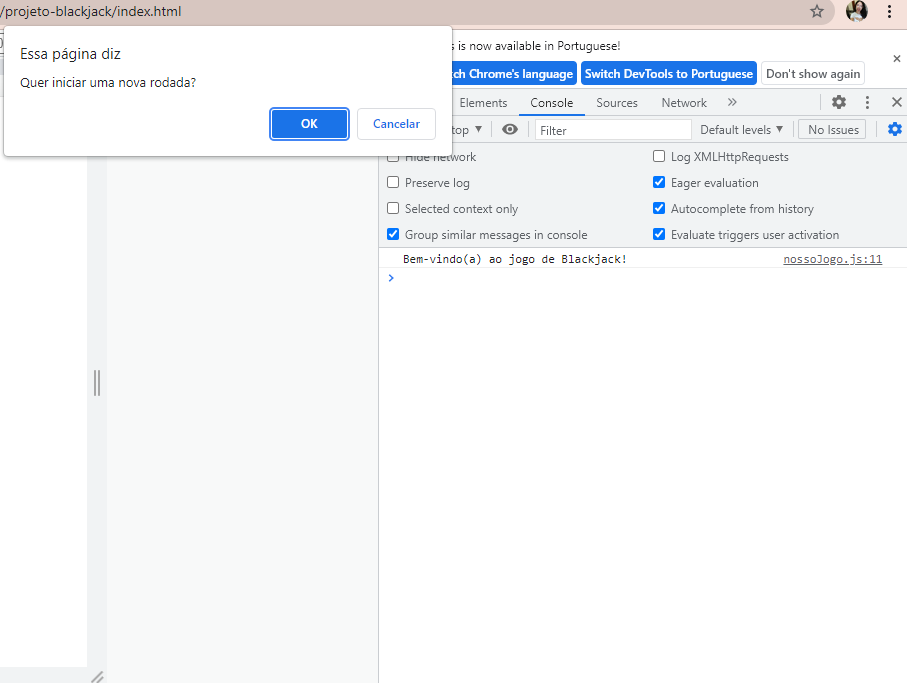 /projeto-blackjack/index.html
Essa página diz
Quer iniciar uma nova rodada?
OK
Cancelar
is now available in Portuguese!
Chrome's language
Switch DevTools to Portuguese
Don't show again
Elements
Console
Sources
Network
top
Filter
Default levels
No Issues
Hide network
Log XMLHttpRequests
Preserve log
Eager evaluation
Selected context only
Autocomplete from history
Group similar messages in console
Evaluate triggers user activation
Bem-vindo(a) ao jogo de Blackjack! nossoJogo.js:11